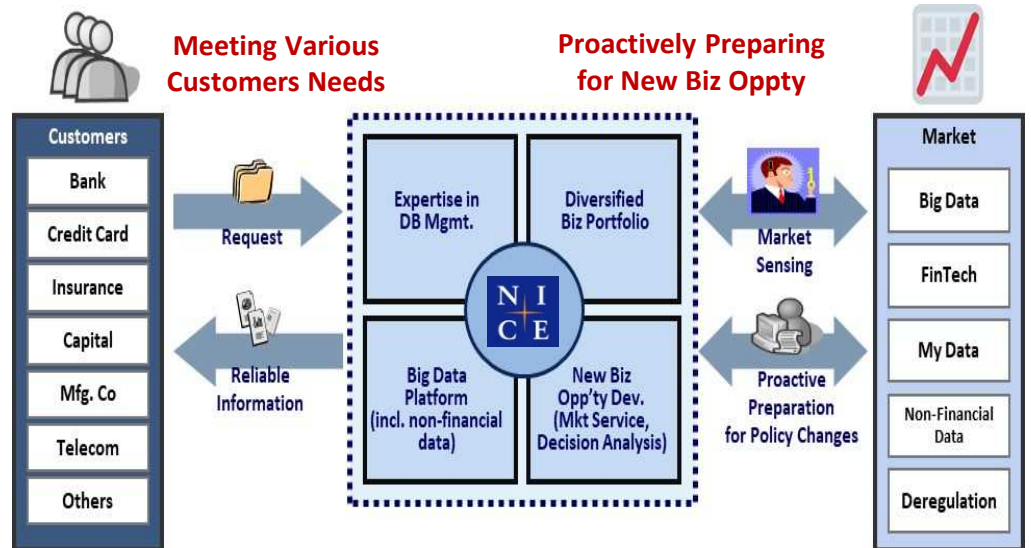 Meeting Various
Customers Needs
Proactively Preparing
for New Biz Oppty
Customers
Bank
Credit Card
Insurance
Capital
Mfg. Co
Telecom
Others
Request
Reliable
Information
Expertise in
DB Mgmt.
Diversified
Biz Portfolio
N I
C E
Big Data
Platform
(incl. non-financial
data)
New Biz
Opp'ty Dev.
(Mkt Service,
Decision Analysis)
Market
Sensing
Proactive
Preparation
for Policy Changes
Market
Big Data
FinTech
My Data
Non-Financial
Data
Deregulation